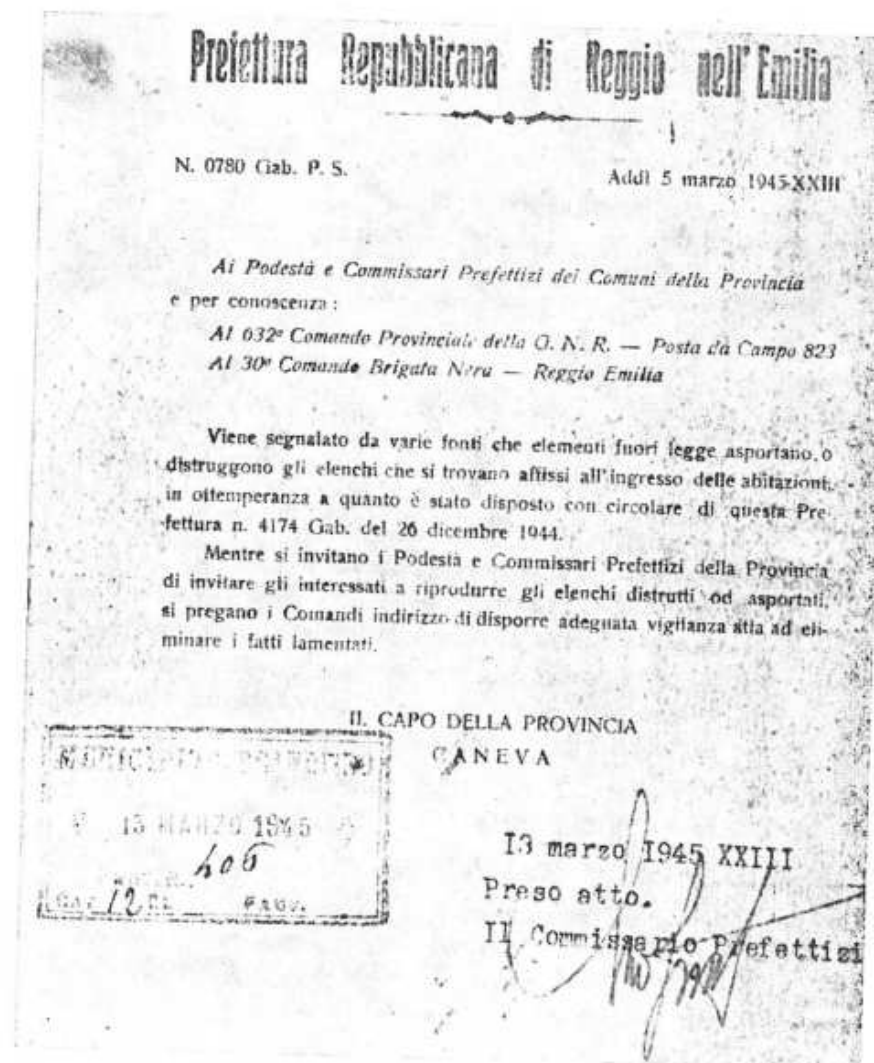 Prefettura Repubblicana di Reggio nell'Emilia
N. 0780 Gab. P. S.
Addì 5 marzo 1945-XXIII
Ai Podestà e Commissari Prefettizi dei Comuni della Provincia
e per conoscenza :
Al 632º Comando Provinciale della G. N. R. — Posta da Campo 823
Al 30º Comando Brigata Nera — Reggio Emilia
Viene segnalato da varie fonti che elementi fuori legge asportano o
distruggono gli elenchi che si trovano affissi all'ingresso delle abitazioni,
in ottemperanza a quanto è stato disposto con circolare di questa Pre-
fettura n. 4174 Gab. del 26 dicembre 1944.
Mentre si invitano i Podestà e Commissari Prefettizi della Provincia
di invitare gli interessati a riprodurre gli elenchi distrutti od asportati,
si pregano i Comandi indirizzo di disporre adeguata vigilanza atta ad eli-
minare i fatti lamentati.
IL CAPO DELLA PROVINCIA
CANEVA
MUNICIPIO
13 MARZO 1945
406
12
13 marzo 1945 XXIII
Preso atto.
Il Commissario Prefettizi